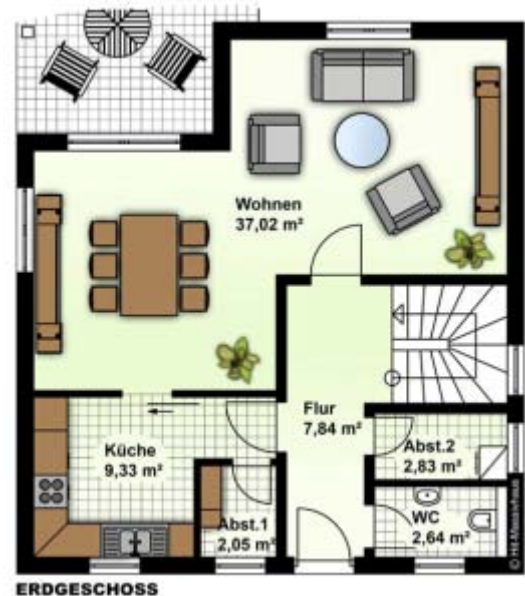 Wohnen
37,02 m²
Flur
7,84 m²
Küche
9,33 m²
Abst.2
2,83 m²
Abst.1
2,05 m²
WC
2,64 m²
ERDGESCHOSS